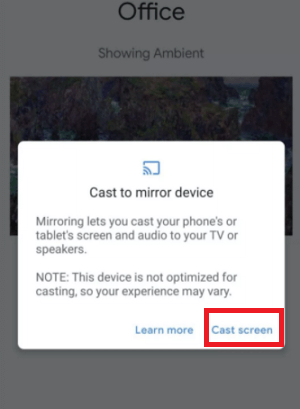 Office
Showing Ambient
Cast to mirror device
Mirroring lets you cast your phone's or
tablet's screen and audio to your TV or
speakers.
NOTE: This device is not optimized for
casting, so your experience may vary.
Learn more
Cast screen